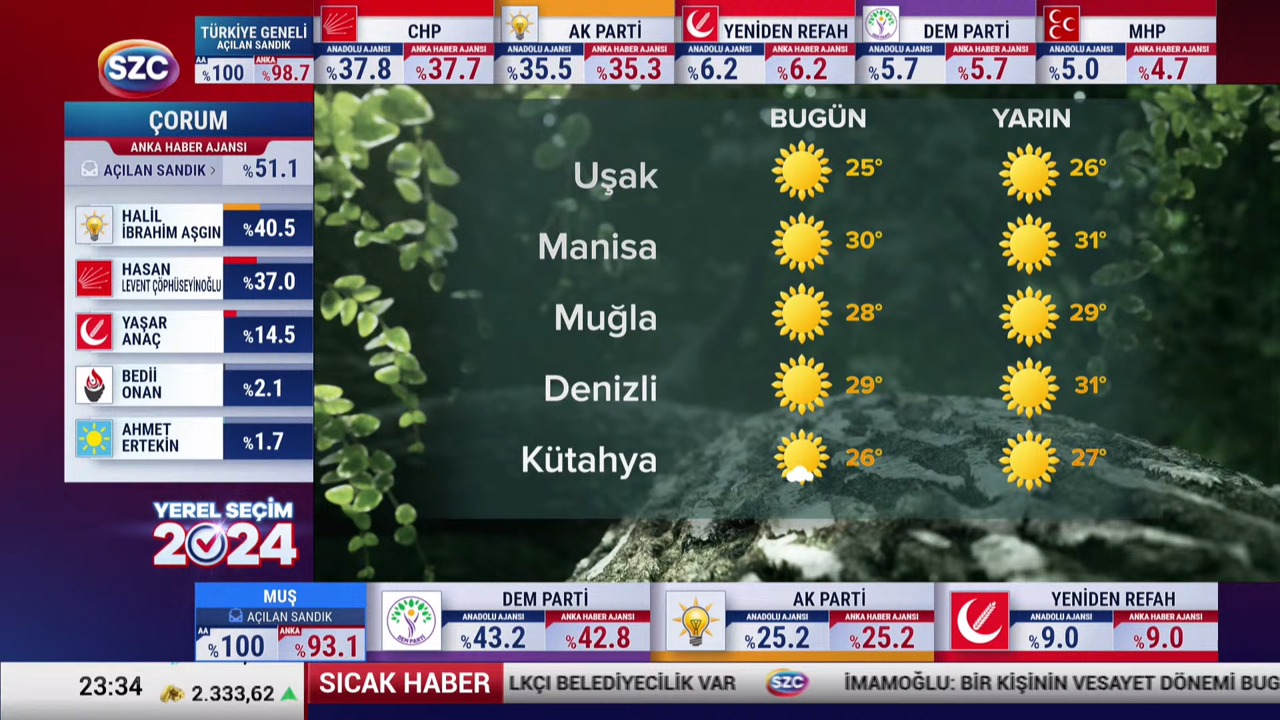 SZC
TÜRKİYE GENELİ
AÇILAN SANDIK
AA %100 ANKA %98.7
CHP
ANADOLU AJANSI ANKA HABER AJANSI
%37.8 %37.7
AK PARTİ
ANADOLU AJANSI ANKA HABER AJANSI
%35.5 %35.3
YENİDEN REFAH
ANADOLU AJANSI ANKA HABER AJANSI
%6.2 %6.2
DEM PARTİ
ANADOLU AJANSI ANKA HABER AJANSI
%5.7 %5.7
MHP
ANADOLU AJANSI ANKA HABER AJANSI
%5.0 %4.7
ÇORUM
ANKA HABER AJANSI
AÇILAN SANDIK > %51.1
HALİL
İBRAHİM AŞGIN %40.5
HASAN
LEVENT ÇÖPHÜSEYİNOĞLU %37.0
YAŞAR
ANAÇ %14.5
BEDİİ
ONAN %2.1
AHMET
ERTEKİN %1.7
YEREL SEÇİM
2024
BUGÜN YARIN
Uşak 25° 26°
Manisa 30° 31°
Muğla 28° 29°
Denizli 29° 31°
Kütahya 26° 27°
MUŞ
AÇILAN SANDIK
AA %100 ANKA %93.1
DEM PARTİ
ANADOLU AJANSI ANKA HABER AJANSI
%43.2 %42.8
AK PARTİ
ANADOLU AJANSI ANKA HABER AJANSI
%25.2 %25.2
YENİDEN REFAH
ANADOLU AJANSI ANKA HABER AJANSI
%9.0 %9.0
23:34 2.333,62
SICAK HABER
LKÇI BELEDİYECİLİK VAR SZC İMAMOĞLU: BİR KİŞİNİN VESAYET DÖNEMİ BUG